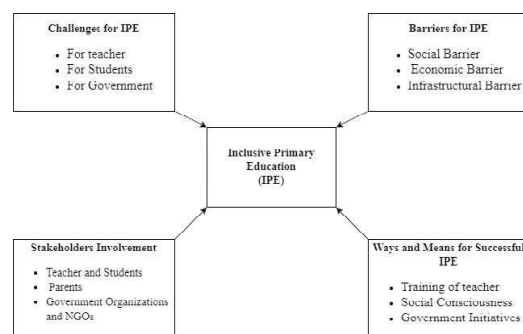 Challenges for IPE
• For teacher
• For Students
• For Government
Barriers for IPE
• Social Barrier
• Economic Barrier
• Infrastructural Barrier
Inclusive Primary
Education
(IPE)
Stakeholders Involvement
• Teacher and Students
• Parents
• Government Organizations
and NGOs
Ways and Means for Successful
IPE
• Training of teacher
• Social Consciousness
• Government Initiatives